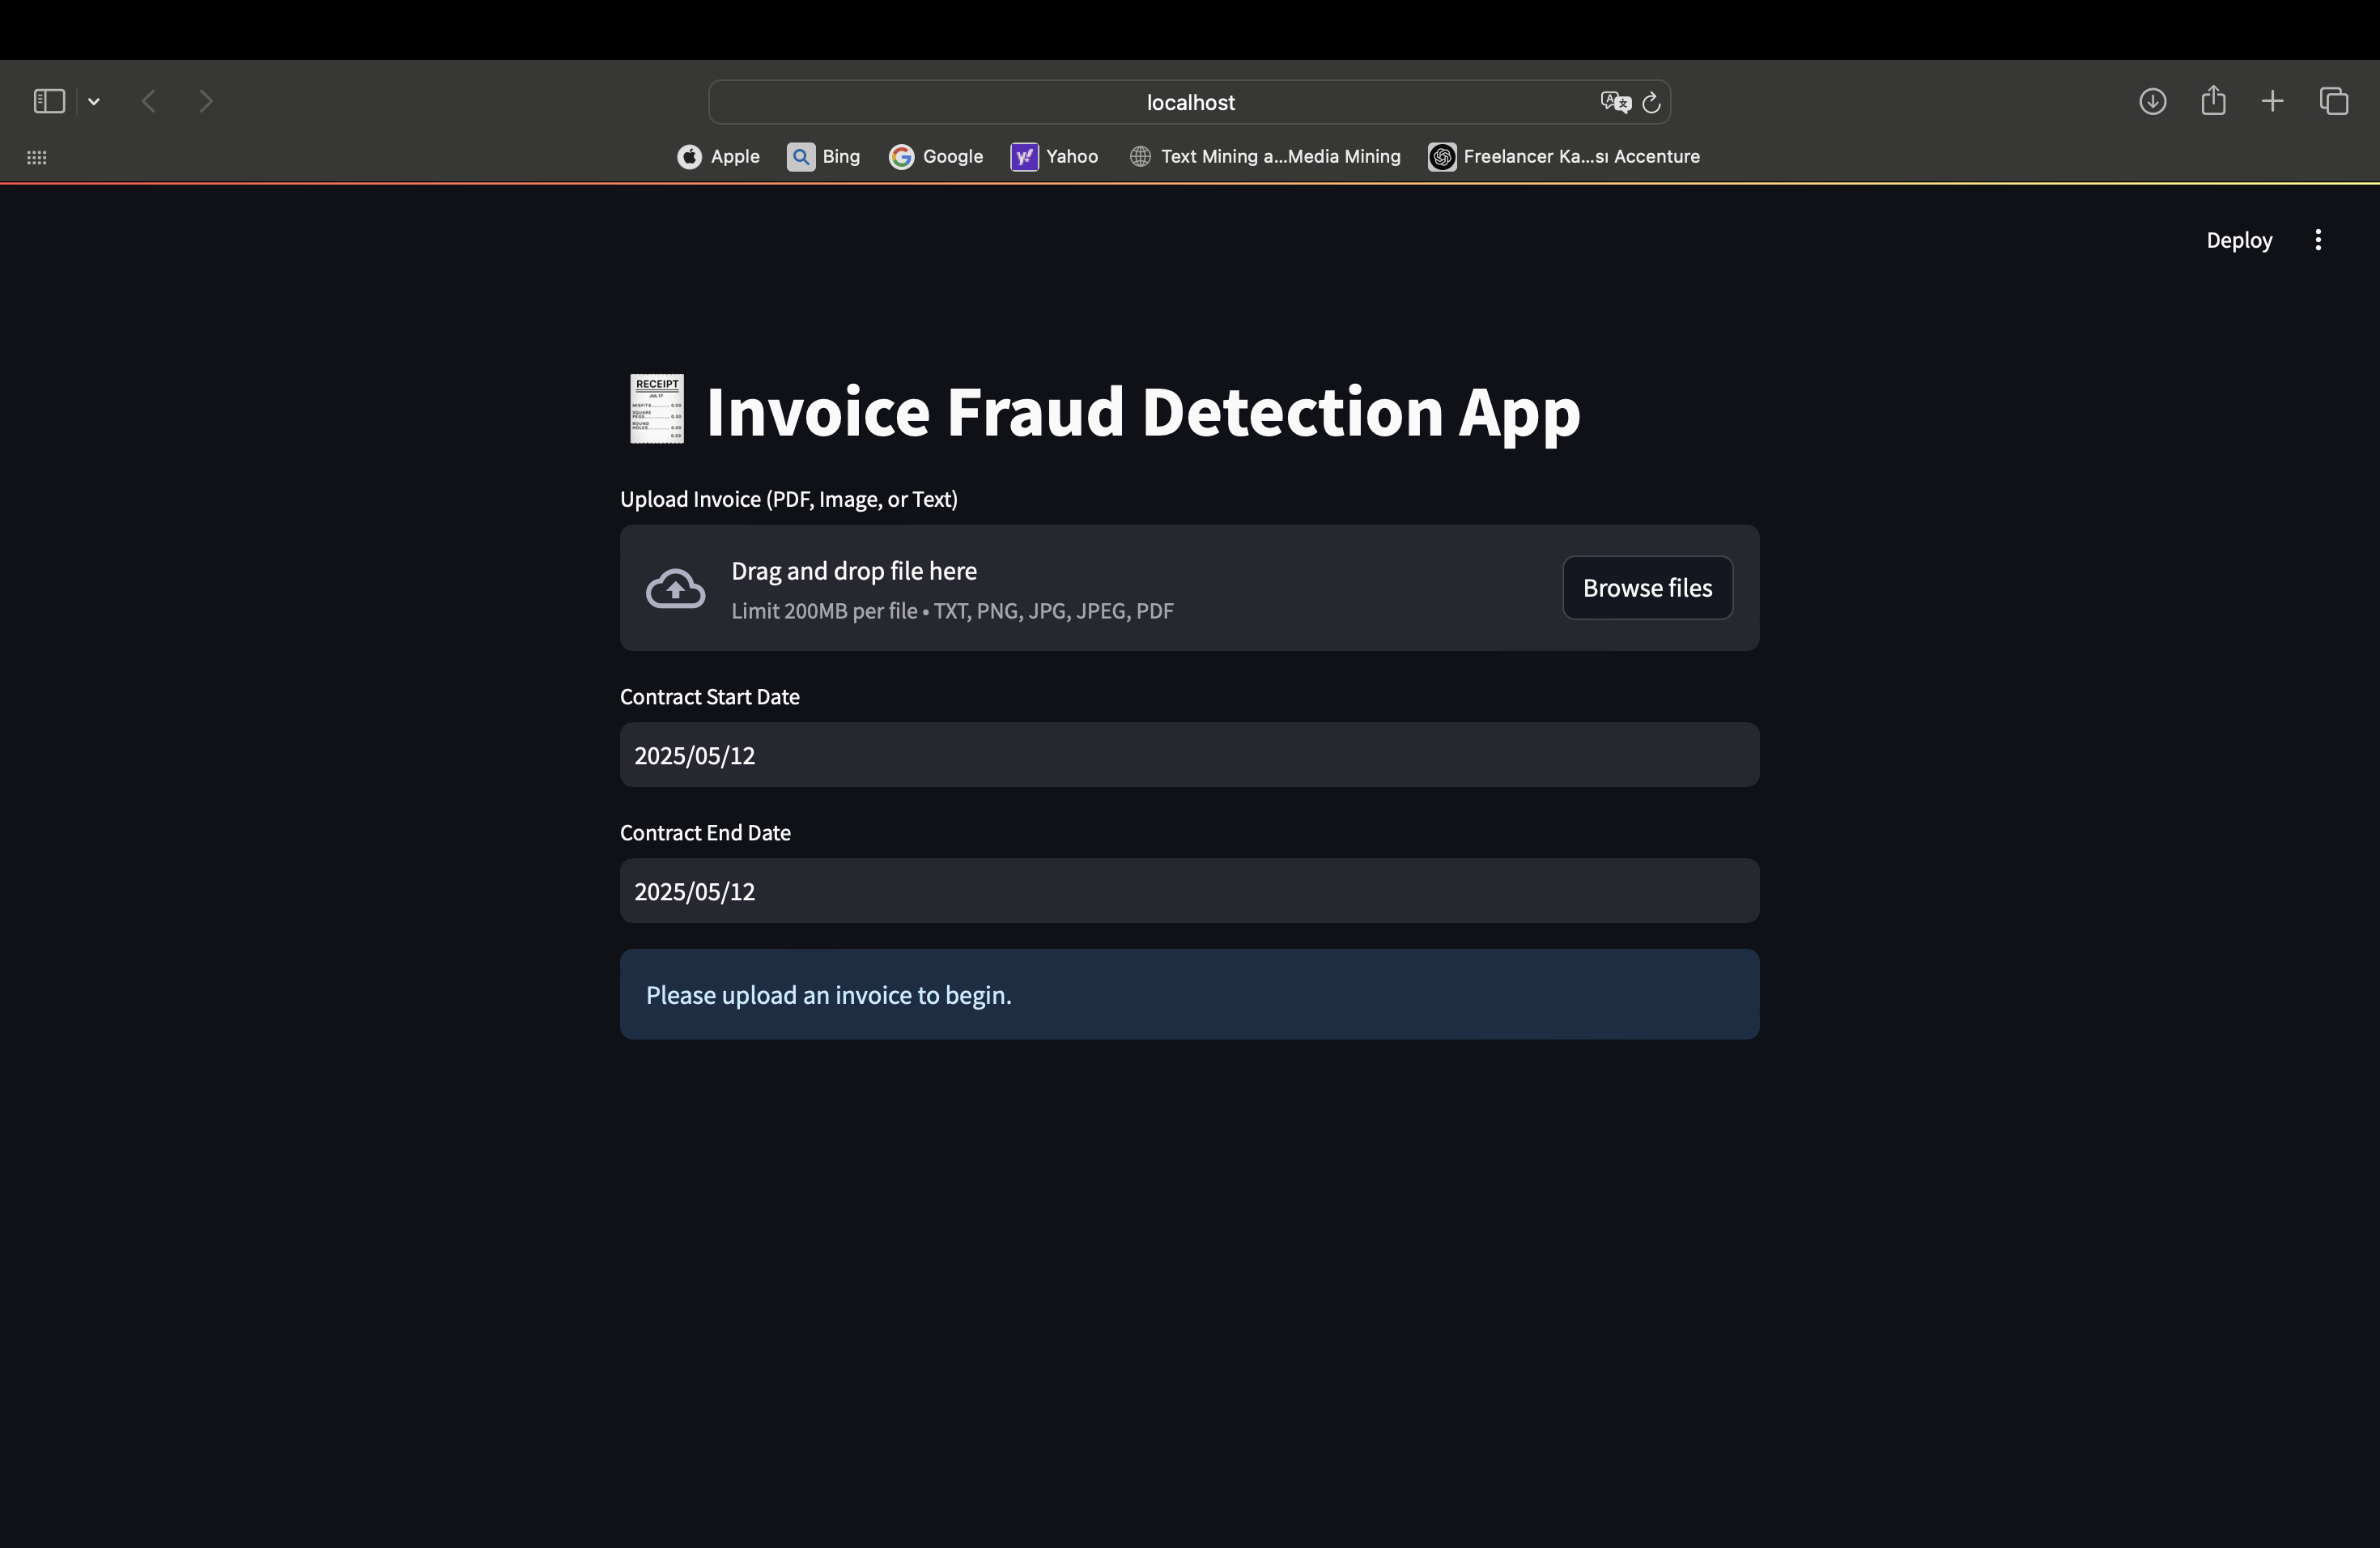 localhost
Apple
Bing
Google
Yahoo
Text Mining a...Media Mining
Freelancer Ka...sı Accenture
Deploy
RECEIPT
JUL 17
Invoice Fraud Detection App
Upload Invoice (PDF, Image, or Text)
Drag and drop file here
Limit 200MB per file • TXT, PNG, JPG, JPEG, PDF
Browse files
Contract Start Date
2025/05/12
Contract End Date
2025/05/12
Please upload an invoice to begin.